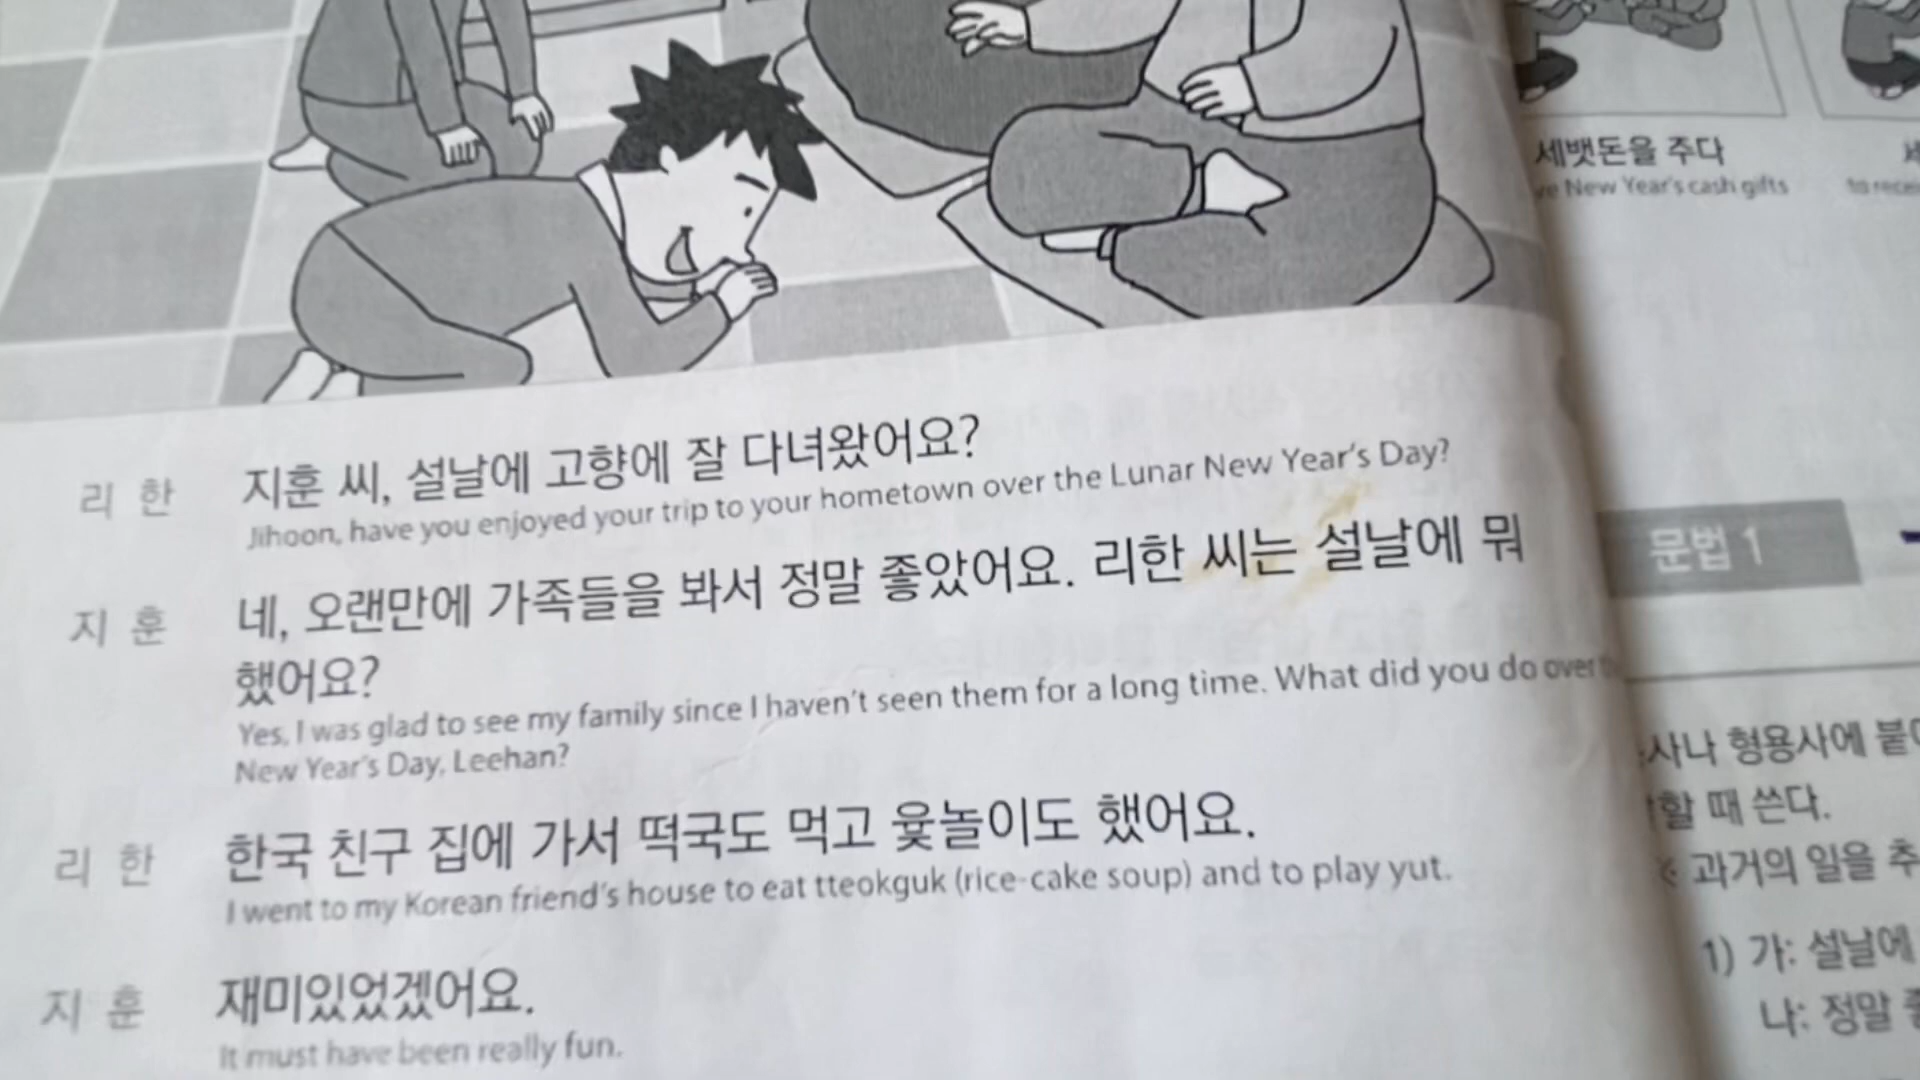 리 한 지훈 씨, 설날에 고향에 잘 다녀왔어요?
Jihoon, have you enjoyed your trip to your hometown over the Lunar New Year's Day?
지 훈 네, 오랜만에 가족들을 봐서 정말 좋았어요. 리한 씨는 설날에 뭐
했어요?
Yes, I was glad to see my family since I haven't seen them for a long time. What did you do over
New Year's Day, Leehan?
리 한 한국 친구 집에 가서 떡국도 먹고 윷놀이도 했어요.
I went to my Korean friend's house to eat tteokguk (rice-cake soup) and to play yut.
지 훈 재미있었겠어요.
It must have been really fun.
세뱃돈을 주다
New Year's cash gifts
문법 1
사나 형용사에
할 때 쓴다.
과거의 일을 추
1) 가: 설날에
나: 정말